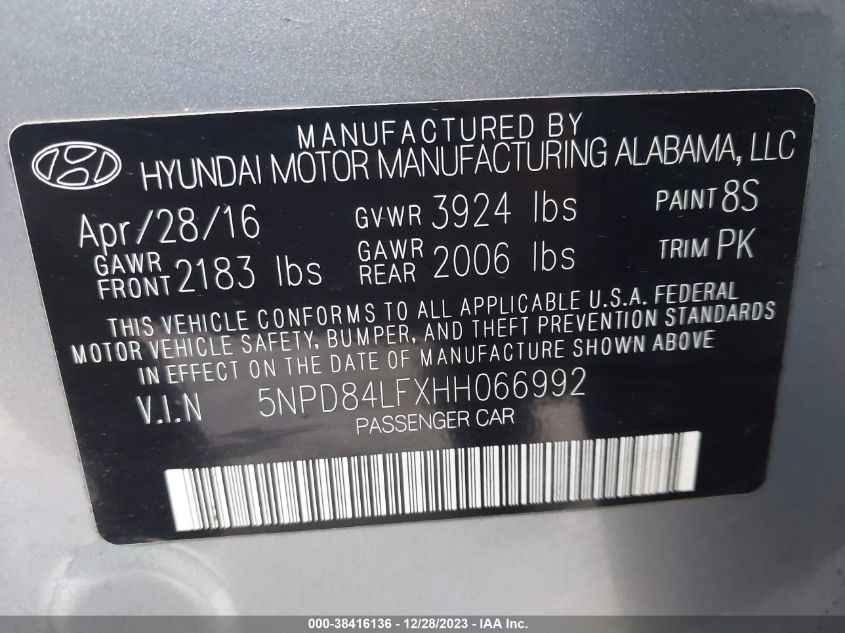 MANUFACTURED BY
HYUNDAI MOTOR MANUFACTURING ALABAMA, LLC
Apr/28/16 GVWR 3924 lbs PAINT 8S
GAWR FRONT 2183 lbs GAWR REAR 2006 lbs TRIM PK
THIS VEHICLE CONFORMS TO ALL APPLICABLE U.S.A. FEDERAL
MOTOR VEHICLE SAFETY, BUMPER, AND THEFT PREVENTION STANDARDS
IN EFFECT ON THE DATE OF MANUFACTURE SHOWN ABOVE
V.I.N 5NPD84LFXHH066992
PASSENGER CAR
000-38416136 - 12/28/2023 - IAA Inc.